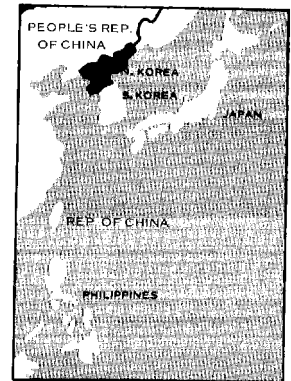 PEOPLE'S REP.
OF CHINA
N. KOREA
S. KOREA
JAPAN
REP. OF CHINA
PHILIPPINES